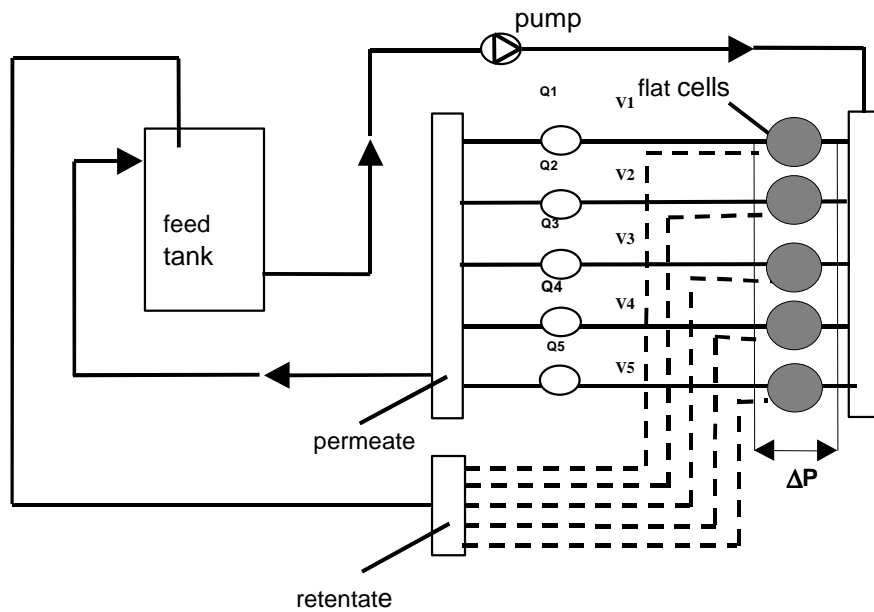 pump
Q1
V1
flat cells
Q2
V2
feed
tank
Q3
V3
Q4
V4
Q5
V5
permeate
ΔP
retentate